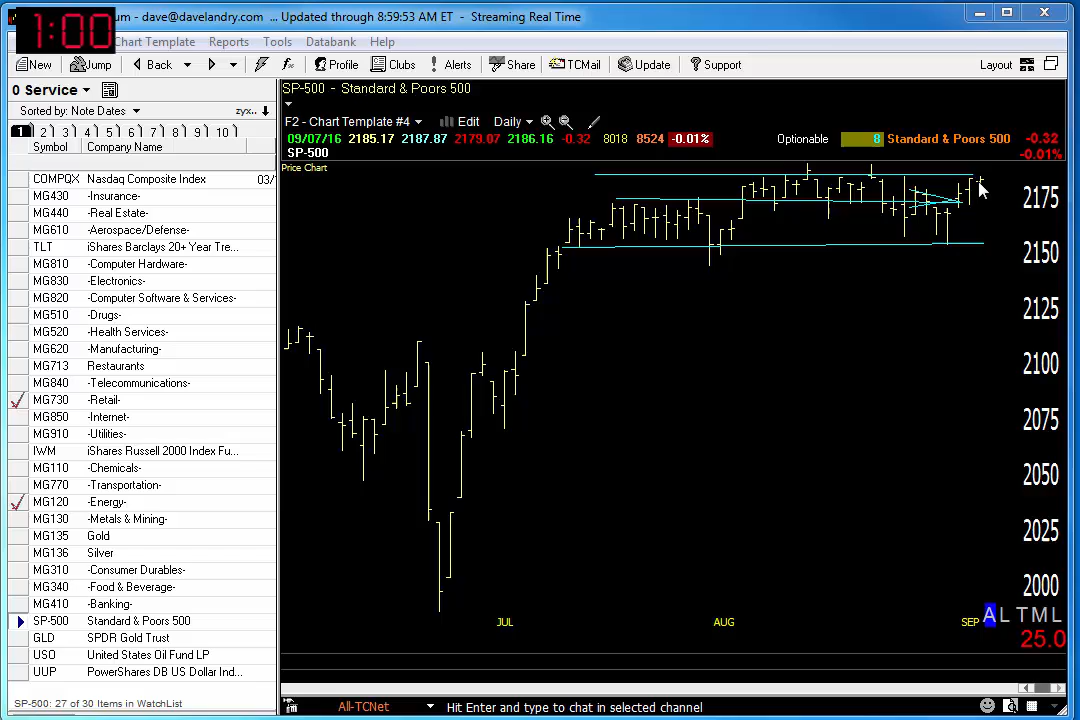 1:00
um - dave@davelandry.com ... Updated through 8:59:53 AM ET - Streaming Real Time
Chart Template Reports Tools Databank Help
New Jump Back Profile Clubs Alerts Share TCMail Update Support Layout
0 Service
Sorted by: Note Dates zyx..
1 2 3 4 5 6 7 8 9 10
Symbol Company Name
COMPQX Nasdaq Composite Index 03/
MG430 -Insurance-
MG440 -Real Estate-
MG610 -Aerospace/Defense-
TLT iShares Barclays 20+ Year Tre...
MG810 -Computer Hardware-
MG830 -Electronics-
MG820 -Computer Software & Services-
MG510 -Drugs-
MG520 -Health Services-
MG620 -Manufacturing-
MG713 Restaurants
MG840 -Telecommunications-
MG730 -Retail-
MG850 -Internet-
MG910 -Utilities-
IWM iShares Russell 2000 Index Fu...
MG110 -Chemicals-
MG770 -Transportation-
MG120 -Energy-
MG130 -Metals & Mining-
MG135 Gold
MG136 Silver
MG310 -Consumer Durables-
MG340 -Food & Beverage-
MG410 -Banking-
SP-500 Standard & Poors 500
GLD SPDR Gold Trust
USO United States Oil Fund LP
UUP PowerShares DB US Dollar Ind...
SP-500: 27 of 30 Items in WatchList
SP-500 - Standard & Poors 500
F2 - Chart Template #4 Edit Daily
09/07/16 2185.17 2187.87 2179.07 2186.16 -0.32 8018 8524 -0.01% Optionable 8 Standard & Poors 500 -0.32
SP-500 -0.01%
Price Chart
2175
2150
2125
2100
2075
2050
2025
2000
JUL AUG SEP
A L T M L
25.0
All-TCNet Hit Enter and type to chat in selected channel